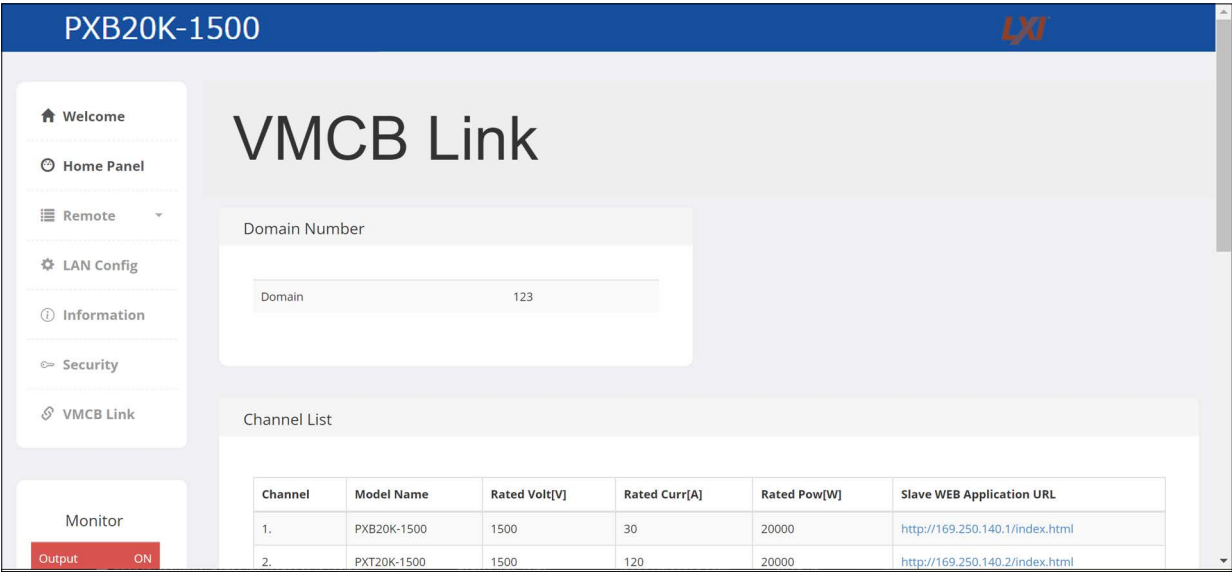 PXB20K-1500
LXI
Welcome
Home Panel
Remote
LAN Config
Information
Security
VMCB Link
Monitor
Output ON
VMCB Link
Domain Number
Domain 123
Channel List
Channel Model Name Rated Volt[V] Rated Curr[A] Rated Pow[W] Slave WEB Application URL
1. PXB20K-1500 1500 30 20000 http://169.250.140.1/index.html
2. PXT20K-1500 1500 120 20000 http://169.250.140.2/index.html